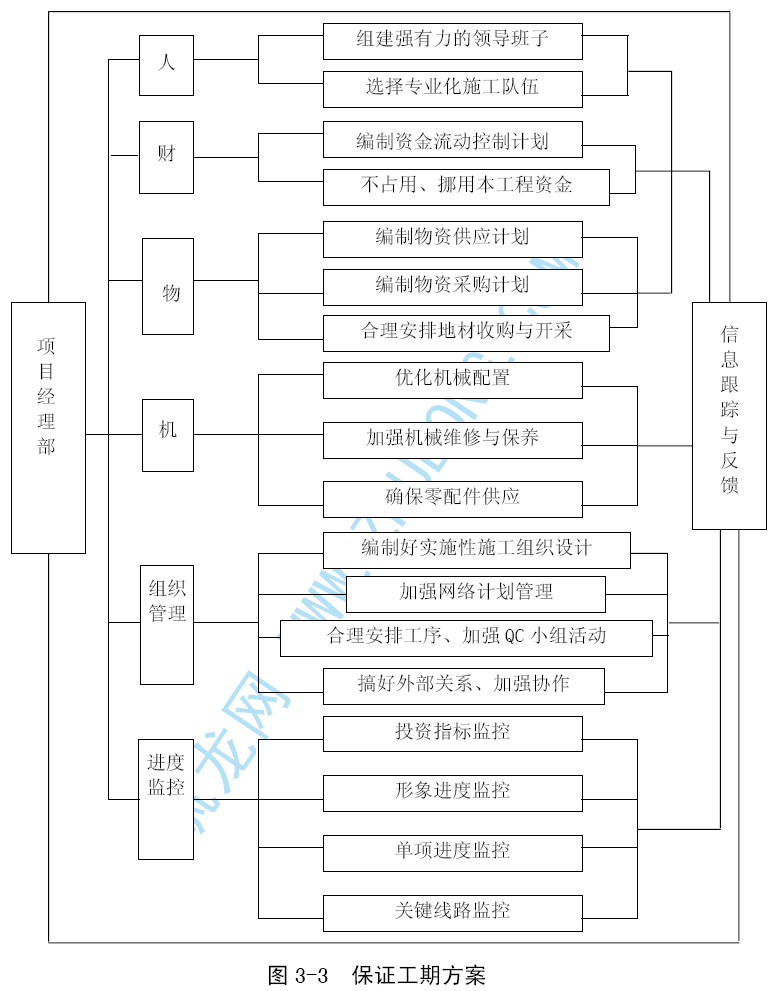 人
组建强有力的领导班子
选择专业化施工队伍
财
编制资金流动控制计划
不占用、挪用本工程资金
物
编制物资供应计划
编制物资采购计划
合理安排地材收购与开采
项目经理部
信息跟踪与反馈
机
优化机械配置
加强机械维修与保养
确保零配件供应
组织
管理
编制好实施性施工组织设计
加强网络计划管理
合理安排工序、加强QC小组活动
搞好外部关系、加强协作
进度
监控
投资指标监控
形象进度监控
单项进度监控
关键线路监控
图 3-3 保证工期方案